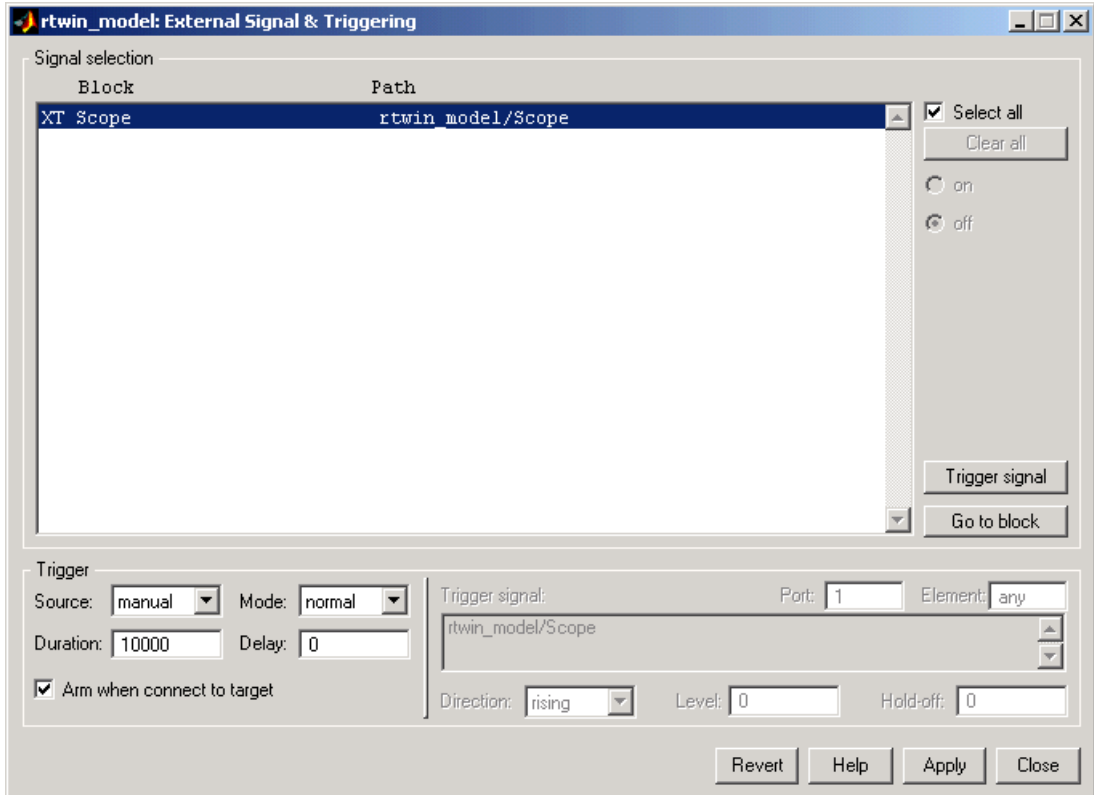 rtwin_model: External Signal & Triggering
Signal selection
Block Path
XT Scope rtwin_model/Scope
Select all
Clear all
on
off
Trigger signal
Go to block
Trigger
Source: manual Mode: normal
Duration: 10000 Delay: 0
Arm when connect to target
Trigger signal: Port: 1 Element: any
rtwin_model/Scope
Direction: rising Level: 0 Hold-off: 0
Revert Help Apply Close